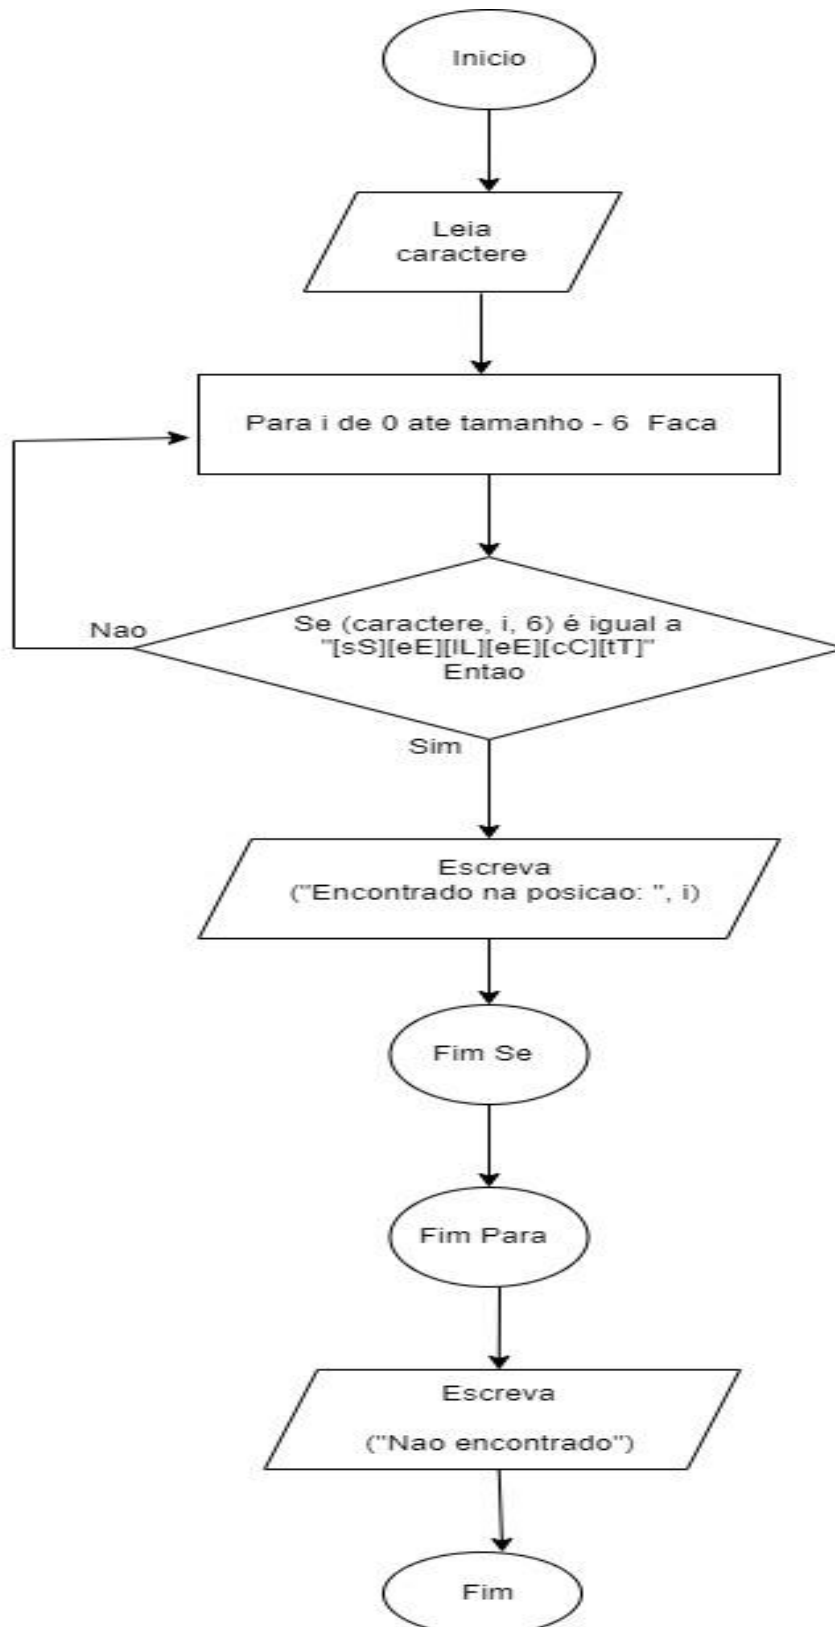 Inicio
Leia
caractere
Para i de 0 ate tamanho - 6  Faca
Nao
Se (caractere, i, 6) é igual a
"[sS][eE][lL][eE][cC][tT]"
Entao
Sim
Escreva
("Encontrado na posicao: ", i)
Fim Se
Fim Para
Escreva
("Nao encontrado")
Fim